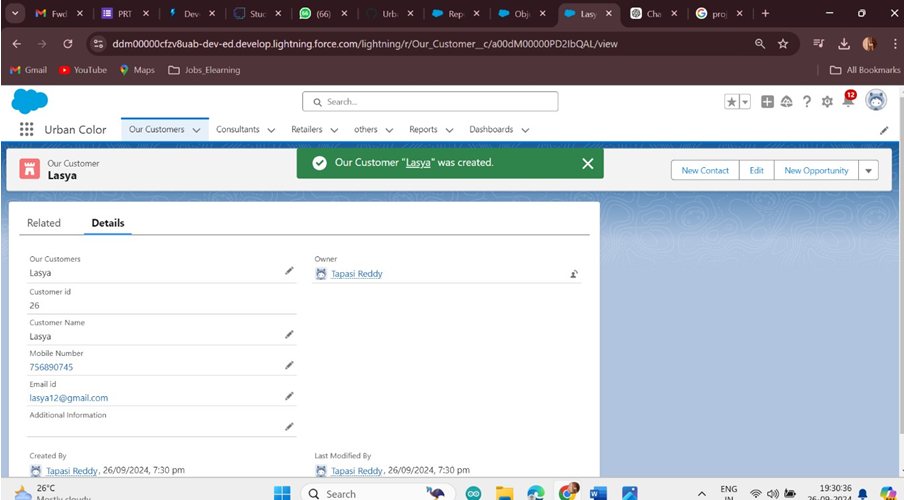 Fwd
PRT
Deve
Stud
(66)
Urba
Repo
Obje
Lasy
Cha
proj
ddm00000cfzv8uab-dev-ed.develop.lightning.force.com/lightning/r/Our_Customer__c/a00dM00000PD2IbQAL/view
Gmail
YouTube
Maps
Jobs_Elearning
All Bookmarks
Search...
12
Urban Color
Our Customers
Consultants
Retailers
others
Reports
Dashboards
Our Customer
Lasya
Our Customer "Lasya" was created.
New Contact
Edit
New Opportunity
Related
Details
Our Customers
Lasya
Owner
Tapasi Reddy
Customer id
26
Customer Name
Lasya
Mobile Number
756890745
Email id
lasya12@gmail.com
Additional Information
Created By
Tapasi Reddy, 26/09/2024, 7:30 pm
Last Modified By
Tapasi Reddy, 26/09/2024, 7:30 pm
26°C
Mostly cloudy
Search
ENG
IN
19:30:36
26-09-2024